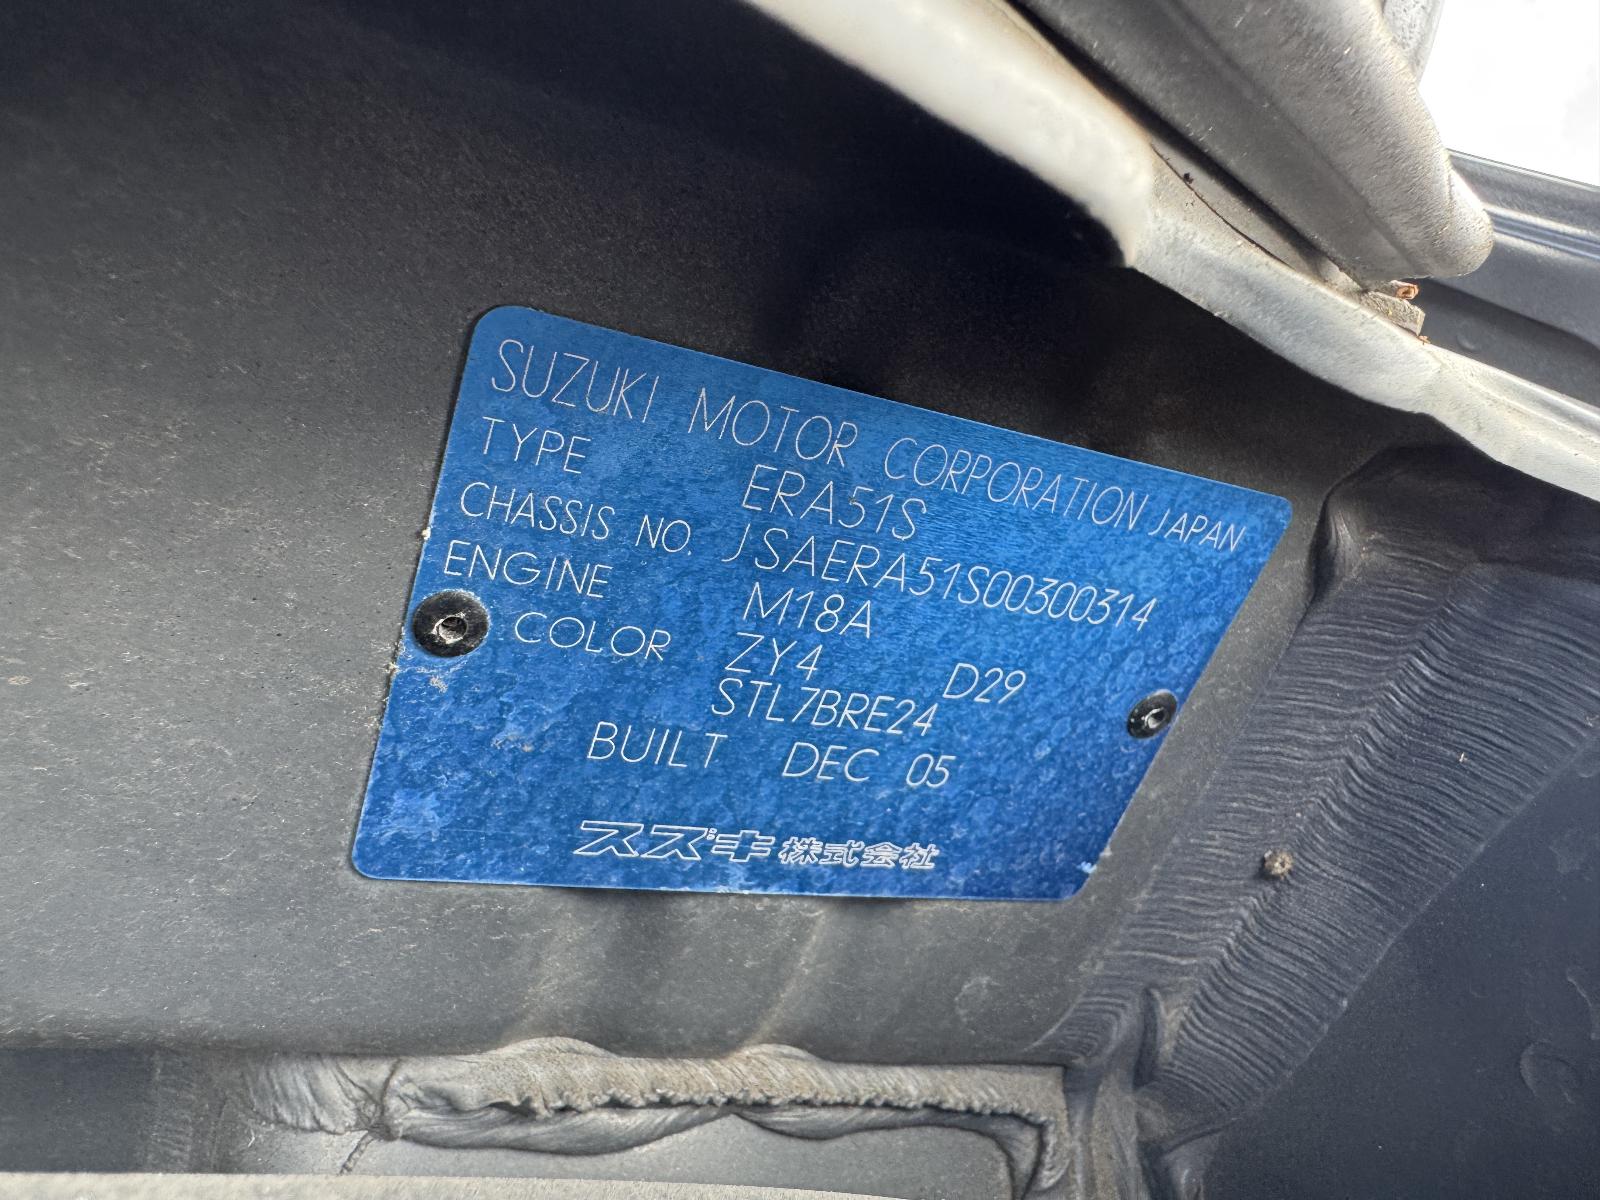 SUZUKI MOTOR CORPORATION JAPAN
TYPE ERA51S
CHASSIS NO. JSAERA51S00300314
ENGINE M18A
COLOR ZY4 D29
STL7BRE24
BUILT DEC 05
スズキ株式会社